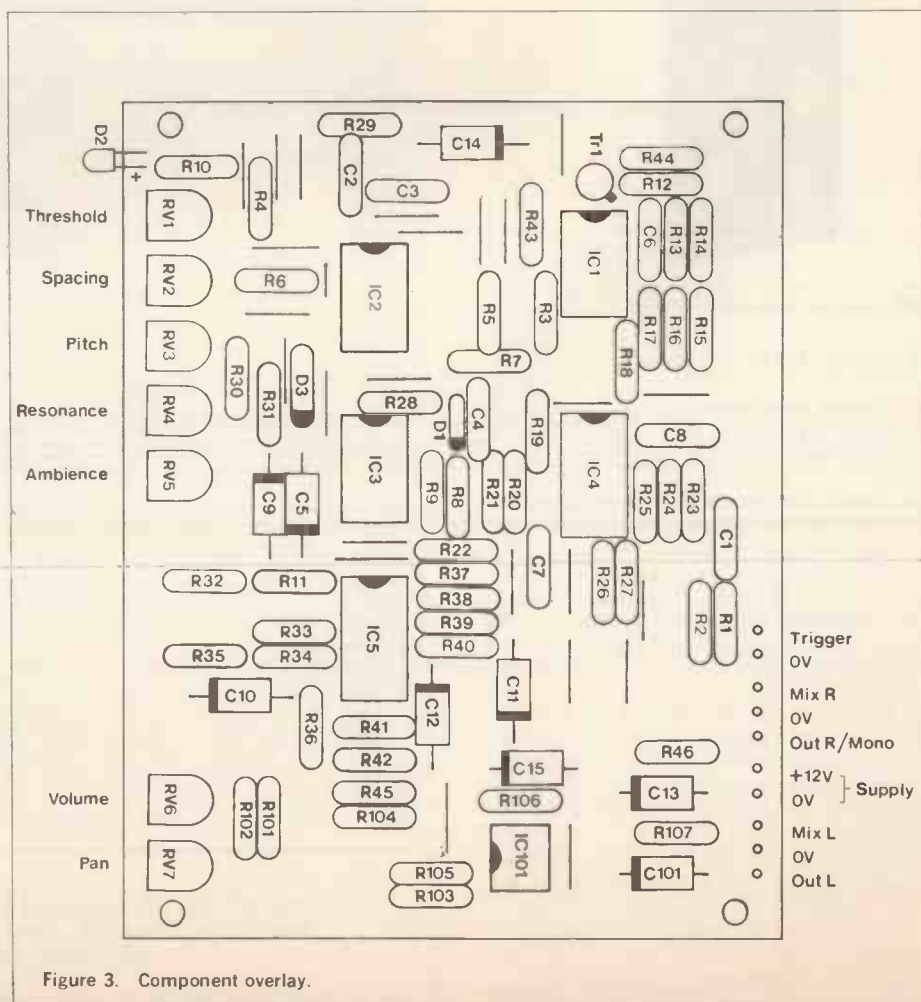 D2
R29
C14
Tr1
R44
R12
R10
R4
C2
C3
R43
IC1
C6
R13
R14
Threshold
RV1
Spacing
RV2
R6
IC2
R5
R3
R17
R16
R15
R18
Pitch
RV3
R30
R31
D3
R7
Resonance
RV4
R28
D1
C4
R19
C8
IC3
IC4
Ambience
RV5
C9
C5
R9
R8
R21
R20
R25
R24
R23
C1
R22
R32
R11
R37
C7
R26
R27
R38
R2
R1
R33
IC5
R39
Trigger
R35
R34
R40
0V
C10
R36
C12
C11
Mix R
0V
R41
Out R/Mono
R42
C15
R46
+12V
0V
Supply
Volume
RV6
R102
R101
R45
R106
C13
R104
IC101
R107
Mix L
0V
Pan
RV7
R105
C101
Out L
R103
Figure 3. Component overlay.